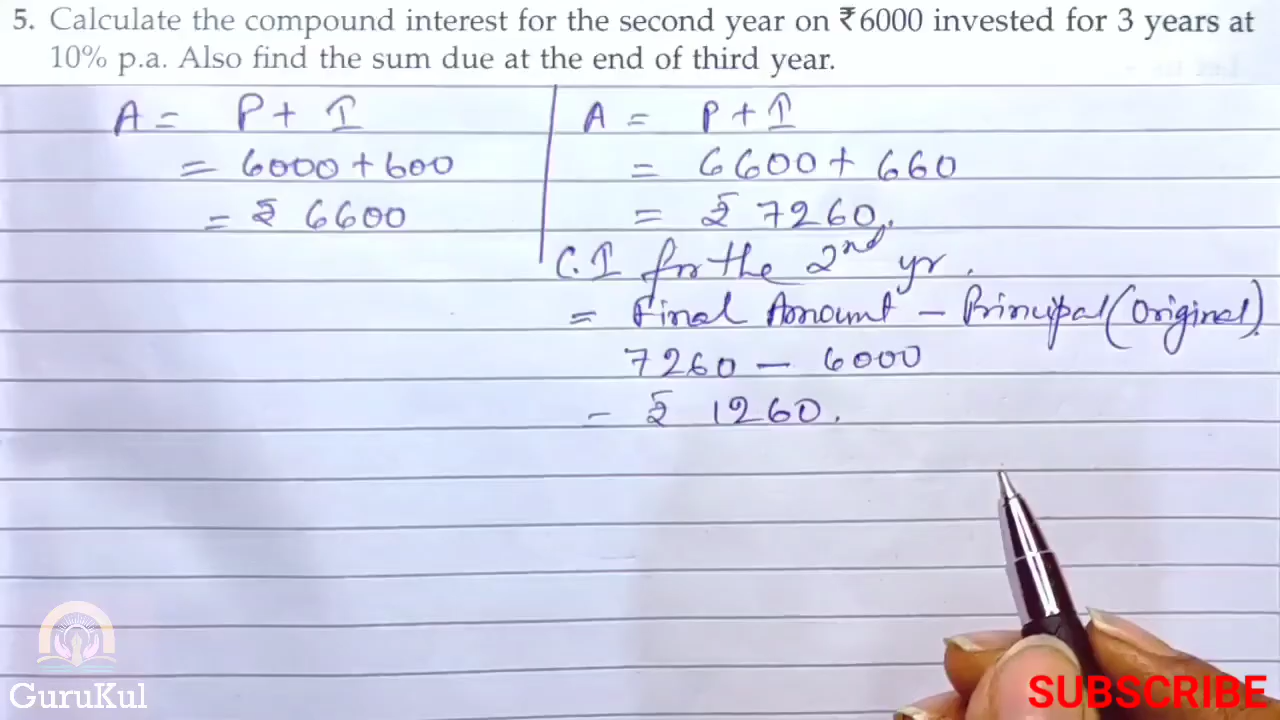 5. Calculate the compound interest for the second year on ₹6000 invested for 3 years at
10% p.a. Also find the sum due at the end of third year.
A = P + I
= 6000 + 600
= ₹ 6600
A = P + I
= 6600 + 660
= ₹ 7260.
C.I for the 2nd yr.
= Final Amount - Principal (Original)
7260 - 6000
- ₹ 1260.
GuruKul
SUBSCRIBE